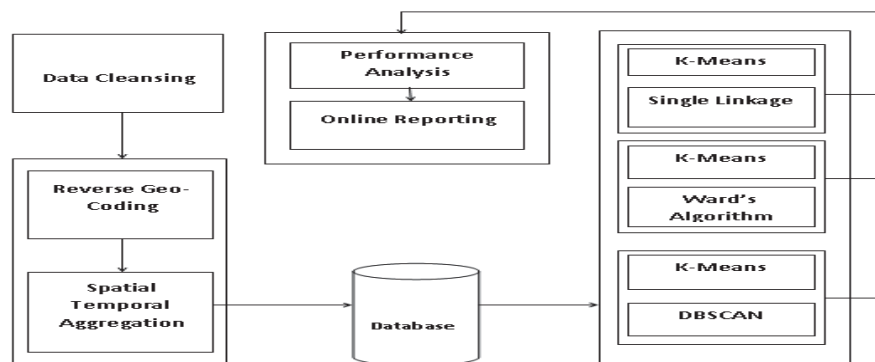 Data Cleansing
Reverse Geo-
Coding
Spatial
Temporal
Aggregation
Performance
Analysis
Online Reporting
Database
K-Means
Single Linkage
K-Means
Ward's
Algorithm
K-Means
DBSCAN